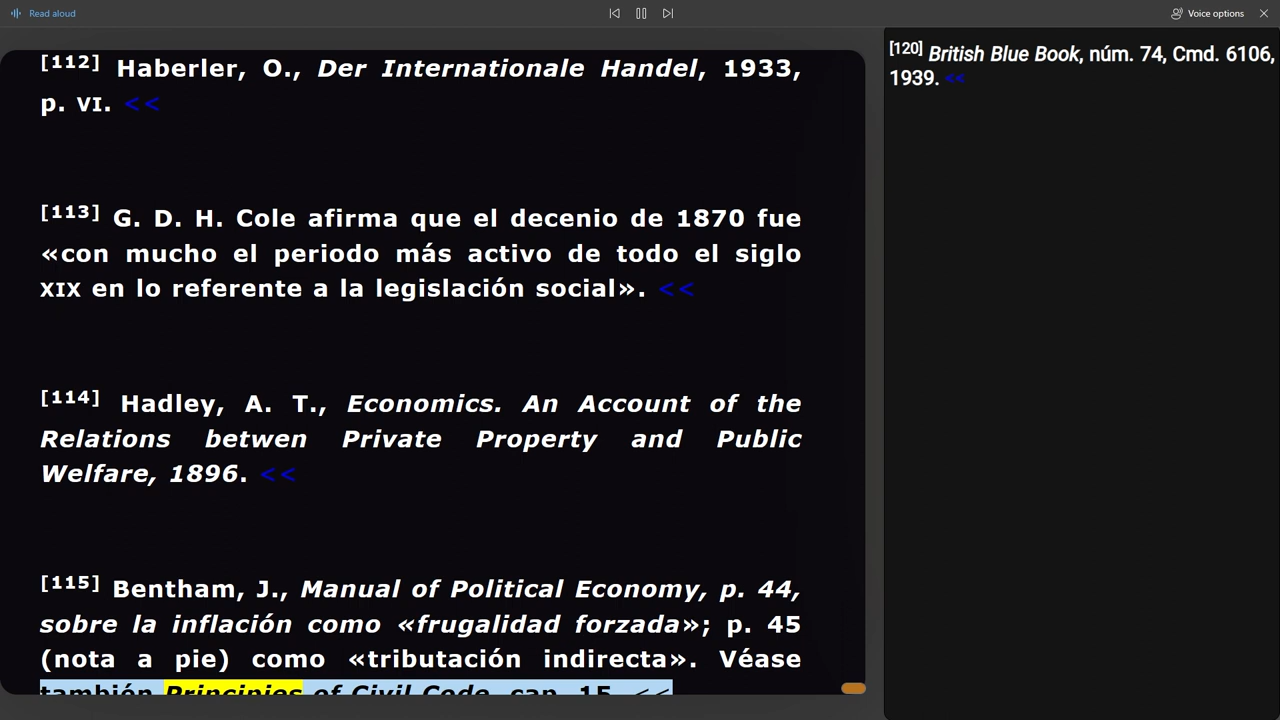 Read aloud
Voice options
[112] Haberler, O., Der Internationale Handel, 1933,
p. VI. <<
[113] G. D. H. Cole afirma que el decenio de 1870 fue
«con mucho el periodo más activo de todo el siglo
XIX en lo referente a la legislación social». <<
[114] Hadley, A. T., Economics. An Account of the
Relations betwen Private Property and Public
Welfare, 1896. <<
[115] Bentham, J., Manual of Political Economy, p. 44,
sobre la inflación como «frugalidad forzada»; p. 45
(nota a pie) como «tributación indirecta». Véase
también Principies of Civil Code, cap. 15. <<
[120] British Blue Book, núm. 74, Cmd. 6106,
1939. <<